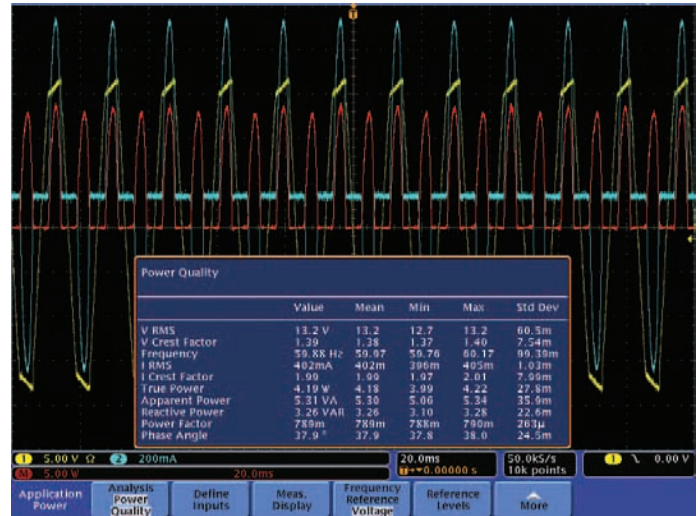 T
Power Quality
Value Mean Min Max Std Dev
V RMS 13.2 V 13.2 12.7 13.2 60.5m
V Crest Factor 1.39 1.38 1.37 1.40 7.54m
Frequency 59.88 Hz 59.97 59.76 60.17 99.39m
I RMS 402mA 402m 396m 405m 1.03m
I Crest Factor 1.99 1.99 1.97 2.01 7.99m
True Power 4.19 W 4.18 3.99 4.22 27.8m
Apparent Power 5.31 VA 5.30 5.06 5.34 35.9m
Reactive Power 3.26 VAR 3.26 3.10 3.28 22.6m
Power Factor 789m 789m 788m 790m 263µ
Phase Angle 37.9 ° 37.9 37.8 38.0 24.5m
1 5.00 V Ω 2 200mA 20.0ms 50.0kS/s 1 0.00 V
M 5.00 W 20.0ms T 0.00000 s 10k points
Application Power
Analysis Power Quality
Define Inputs
Meas. Display
Frequency Reference Voltage
Reference Levels
More